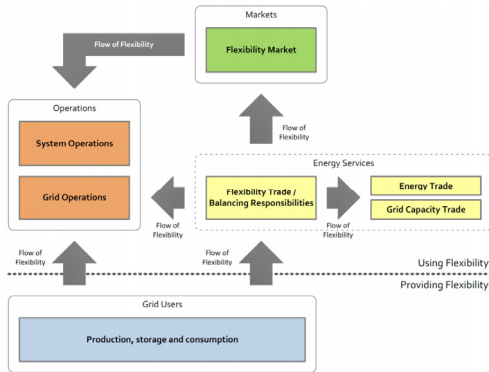 Markets
Flow of Flexibility
Flexibility Market
Operations
System Operations
Flow of
Flexibility
Energy Services
Grid Operations
Flexibility Trade /
Balancing Responsibilities
Energy Trade
Grid Capacity Trade
Flow of
Flexibility
Flow of
Flexibility
Flow of
Flexibility
Flow of
Flexibility
Using Flexibility
Providing Flexibility
Grid Users
Production, storage and consumption